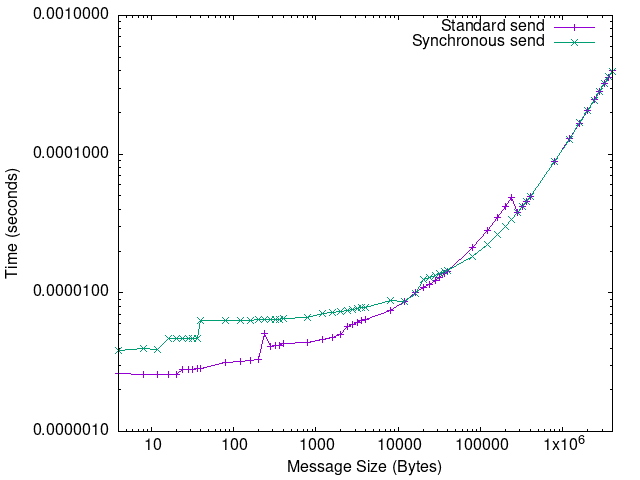 0.0010000
0.0001000
0.0000100
0.0000010
Time (seconds)
Standard send
Synchronous send
10
100
1000
10000
100000
1x10⁶
Message Size (Bytes)